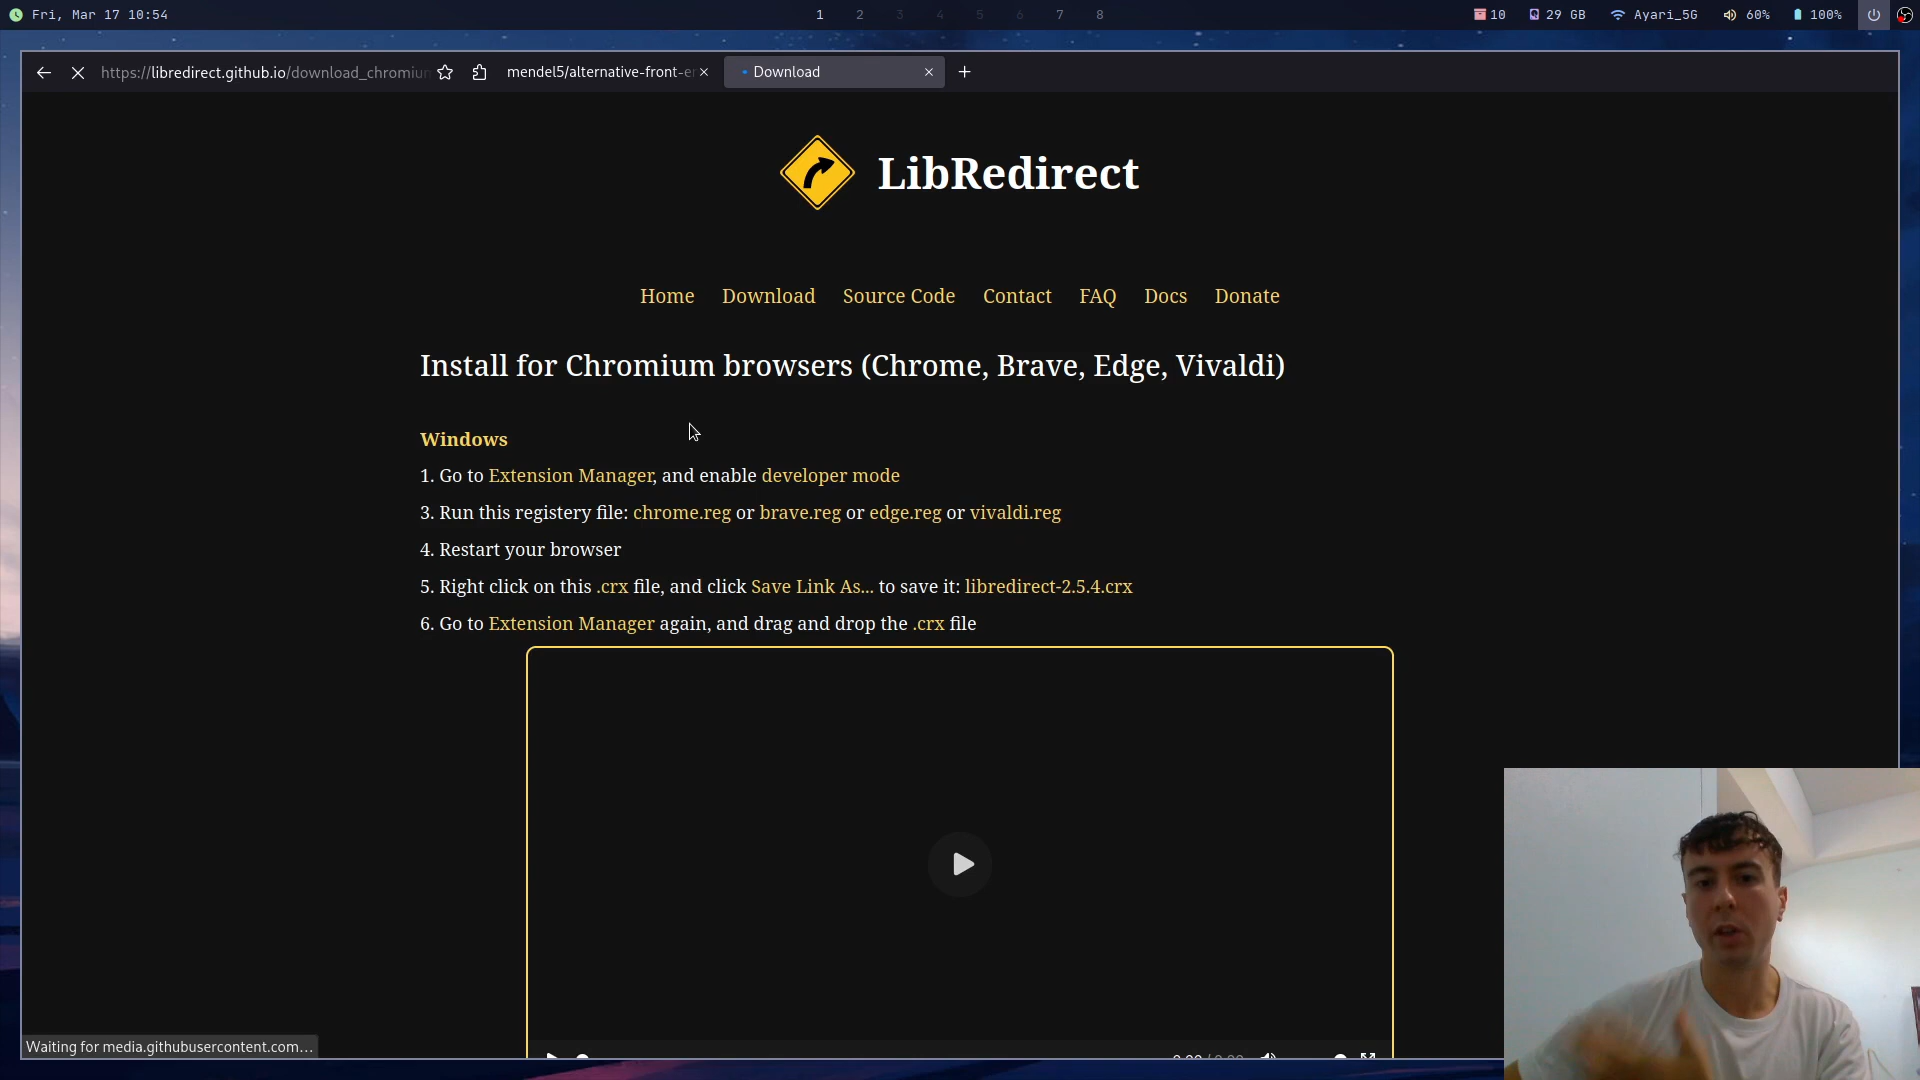 Fri, Mar 17 10:54
1 2 3 4 5 6 7 8
10 29 GB Ayari_5G 60% 100%
https://libredirect.github.io/download_chromium
mendel5/alternative-front-e
Download
LibRedirect
Home Download Source Code Contact FAQ Docs Donate
Install for Chromium browsers (Chrome, Brave, Edge, Vivaldi)
Windows
1. Go to Extension Manager, and enable developer mode
3. Run this registery file: chrome.reg or brave.reg or edge.reg or vivaldi.reg
4. Restart your browser
5. Right click on this .crx file, and click Save Link As... to save it: libredirect-2.5.4.crx
6. Go to Extension Manager again, and drag and drop the .crx file
0:00 / 0:00
Waiting for media.githubusercontent.com…